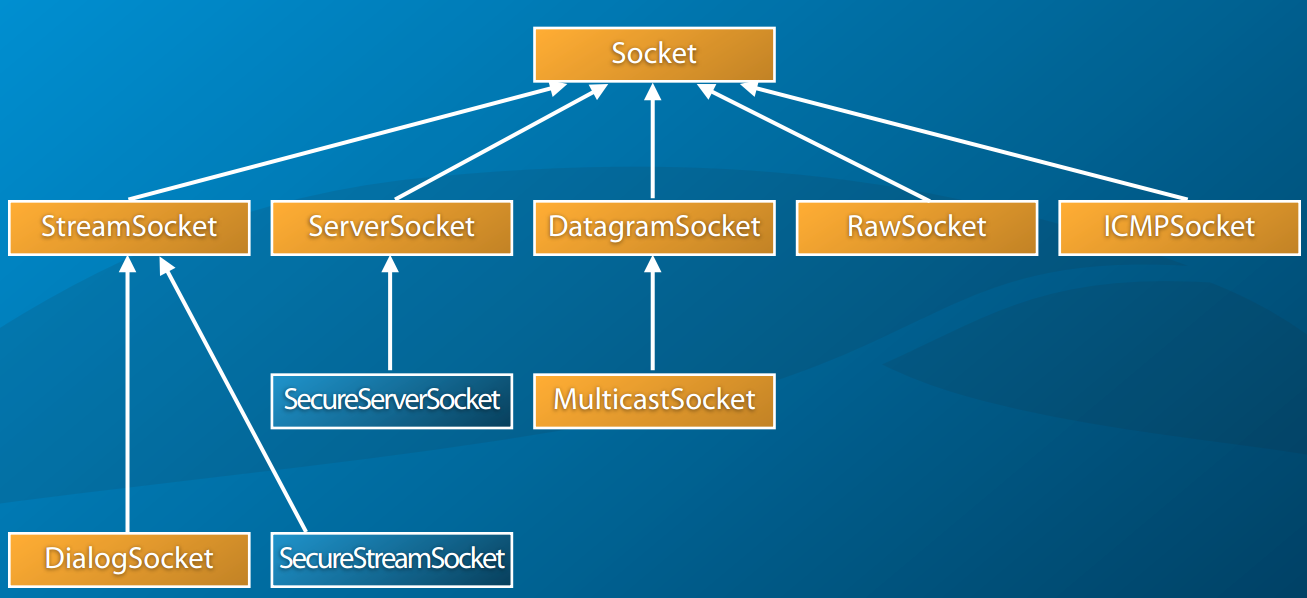 Socket
StreamSocket
ServerSocket
DatagramSocket
RawSocket
ICMPSocket
SecureServerSocket
MulticastSocket
DialogSocket
SecureStreamSocket